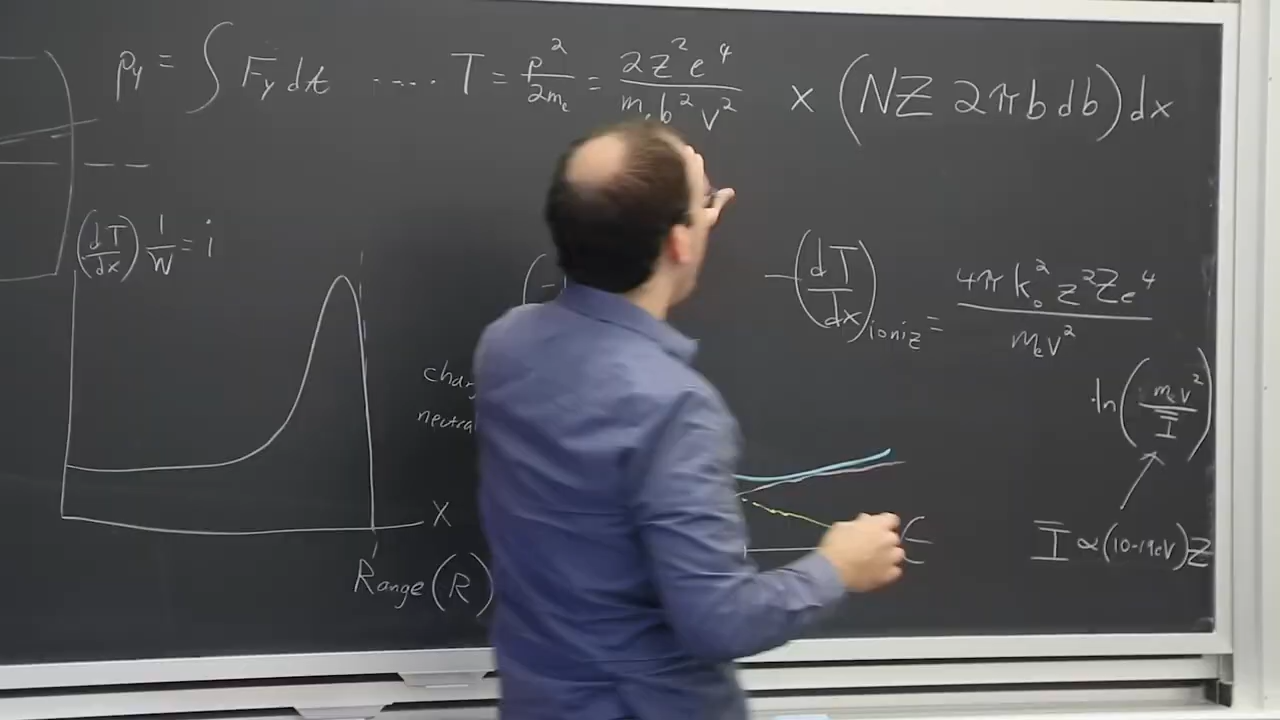 p_y = ∫ F_y dt .... T = p²/2m_e = 2Z²e⁴/m_e b² v² × (NZ 2πb db) dx
(dT/dx) 1/W = i
-(dT/dx)_ioniz = 4π k₀² z² Z e⁴/m_e v²
ln(m_e v²/Ī)
Ī ∝ (10-19eV) Z
X
Range (R)
E